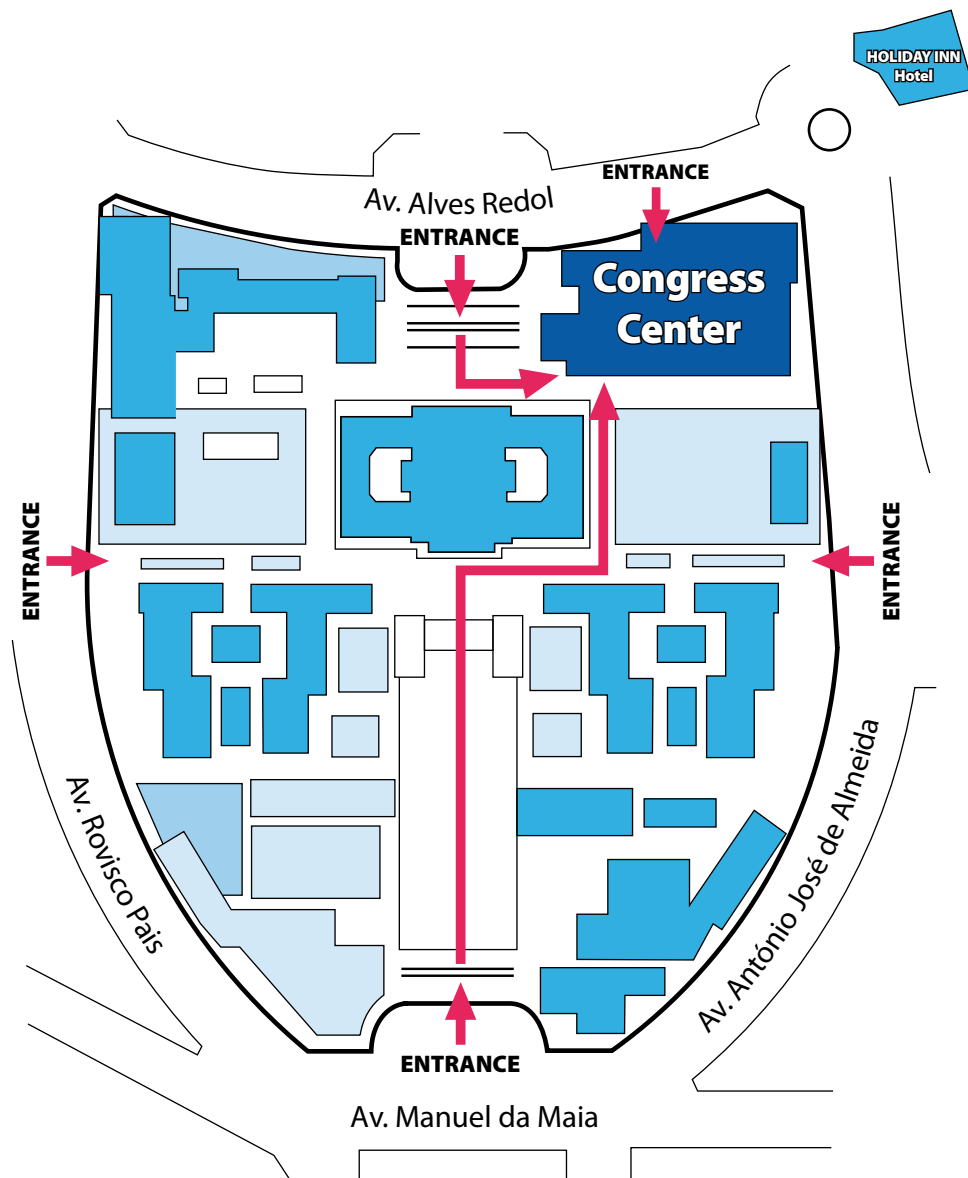 HOLIDAY INN
Hotel
ENTRANCE
Av. Alves Redol
ENTRANCE
Congress
Center
ENTRANCE
ENTRANCE
Av. Rovisco Pais
Av. António José de Almeida
ENTRANCE
Av. Manuel da Maia